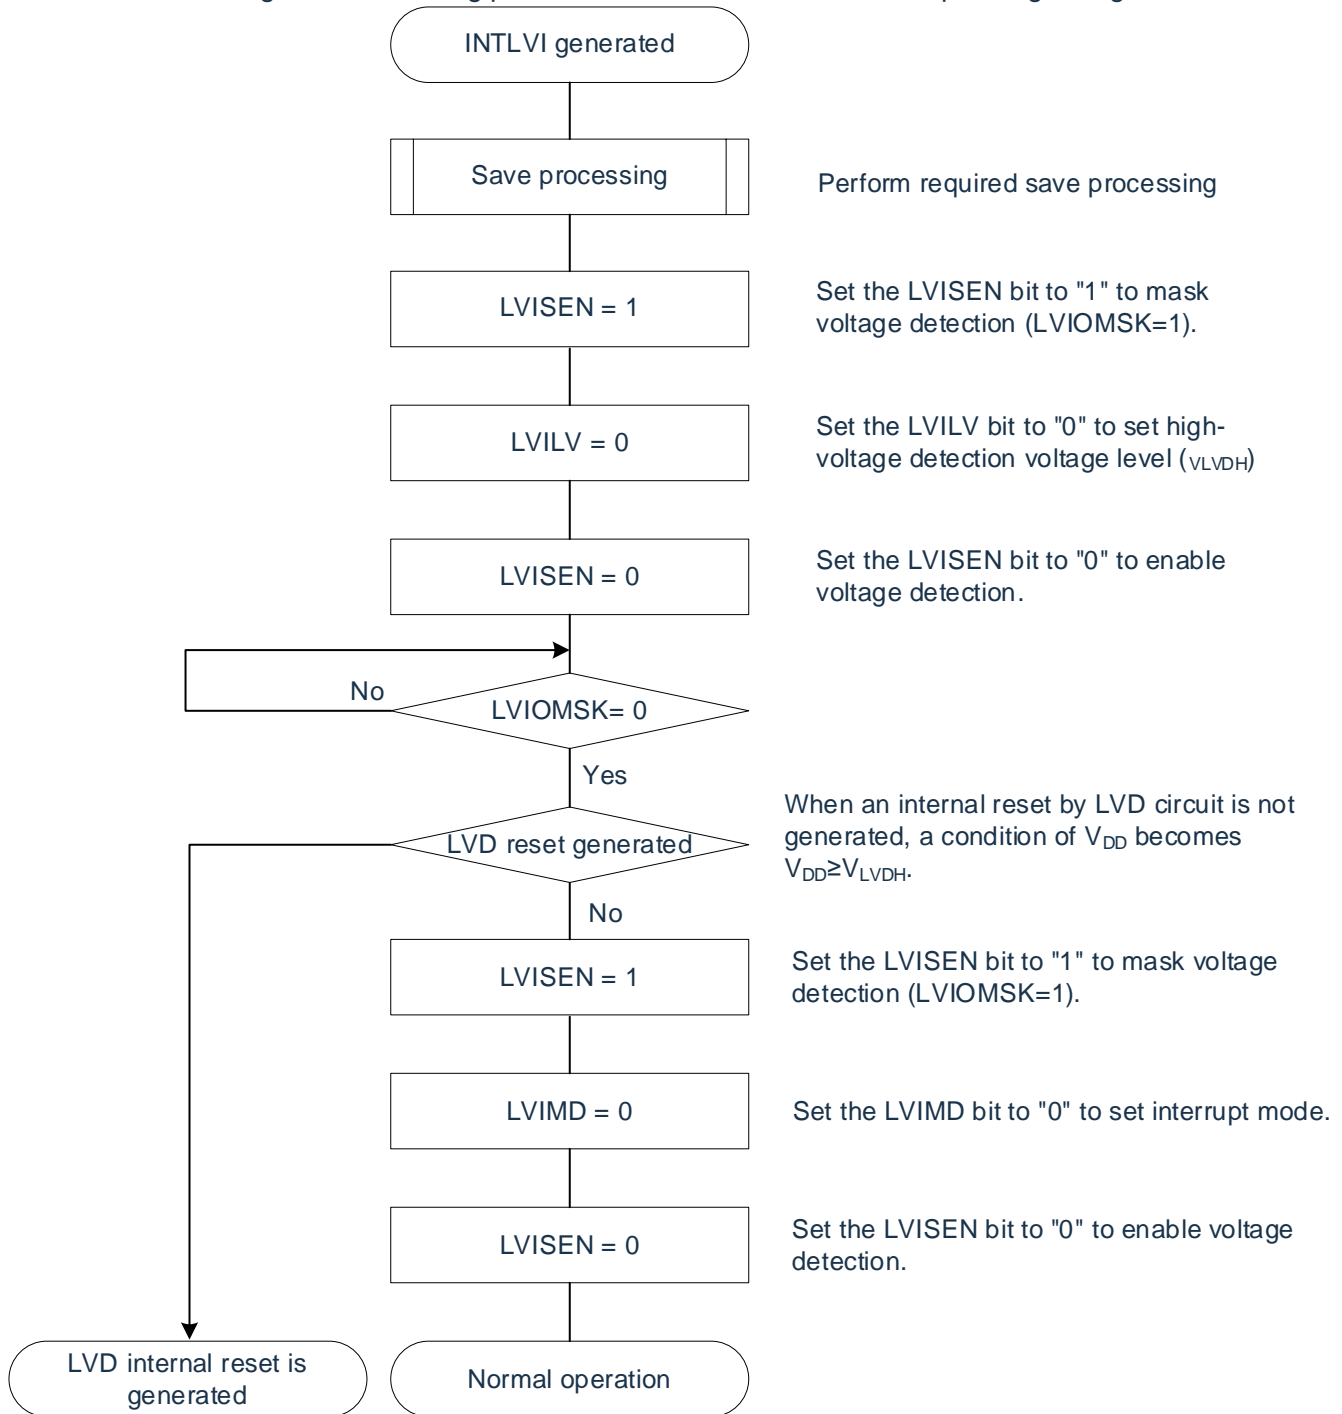 INTLVI generated
Save processing
Perform required save processing
LVISEN = 1
Set the LVISEN bit to "1" to mask
voltage detection (LVIOMSK=1).
LVILV = 0
Set the LVILV bit to "0" to set high-
voltage detection voltage level (VLVDH)
LVISEN = 0
Set the LVISEN bit to "0" to enable
voltage detection.
No
LVIOMSK= 0
Yes
LVD reset generated
When an internal reset by LVD circuit is not
generated, a condition of VDD becomes
VDD≥VLVDH.
No
LVISEN = 1
Set the LVISEN bit to "1" to mask voltage
detection (LVIOMSK=1).
LVIMD = 0
Set the LVIMD bit to "0" to set interrupt mode.
LVISEN = 0
Set the LVISEN bit to "0" to enable voltage
detection.
LVD internal reset is
generated
Normal operation